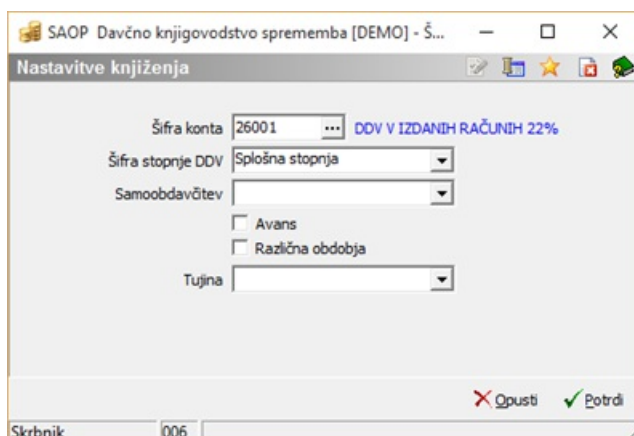 SAOP Davčno knjigovodstvo sprememba [DEMO] - Š...
Nastavitve knjiženja
Šifra konta 26001 ... DDV V IZDANIH RAČUNIH 22%
Šifra stopnje DDV Splošna stopnja
Samoobdavčitev
Avans
Različna obdobja
Tujina
Opusti Potrdi
Skrbnik 006